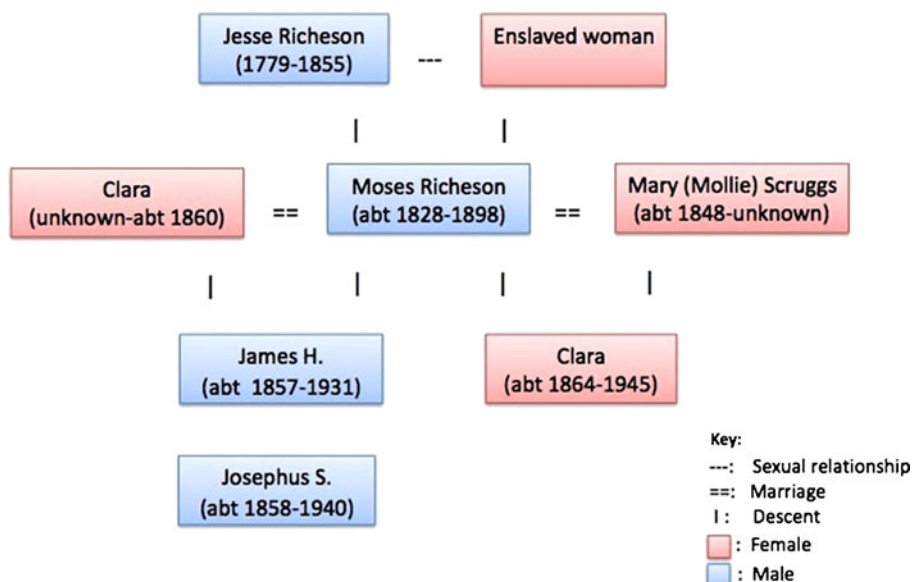 Jesse Richeson
(1779-1855)
---
Enslaved woman
| |
Clara
(unknown-abt 1860)
==
Moses Richeson
(abt 1828-1898)
==
Mary (Mollie) Scruggs
(abt 1848-unknown)
| | | |
James H.
(abt 1857-1931)
Clara
(abt 1864-1945)
Josephus S.
(abt 1858-1940)
Key:
---: Sexual relationship
==: Marriage
| : Descent
: Female
: Male